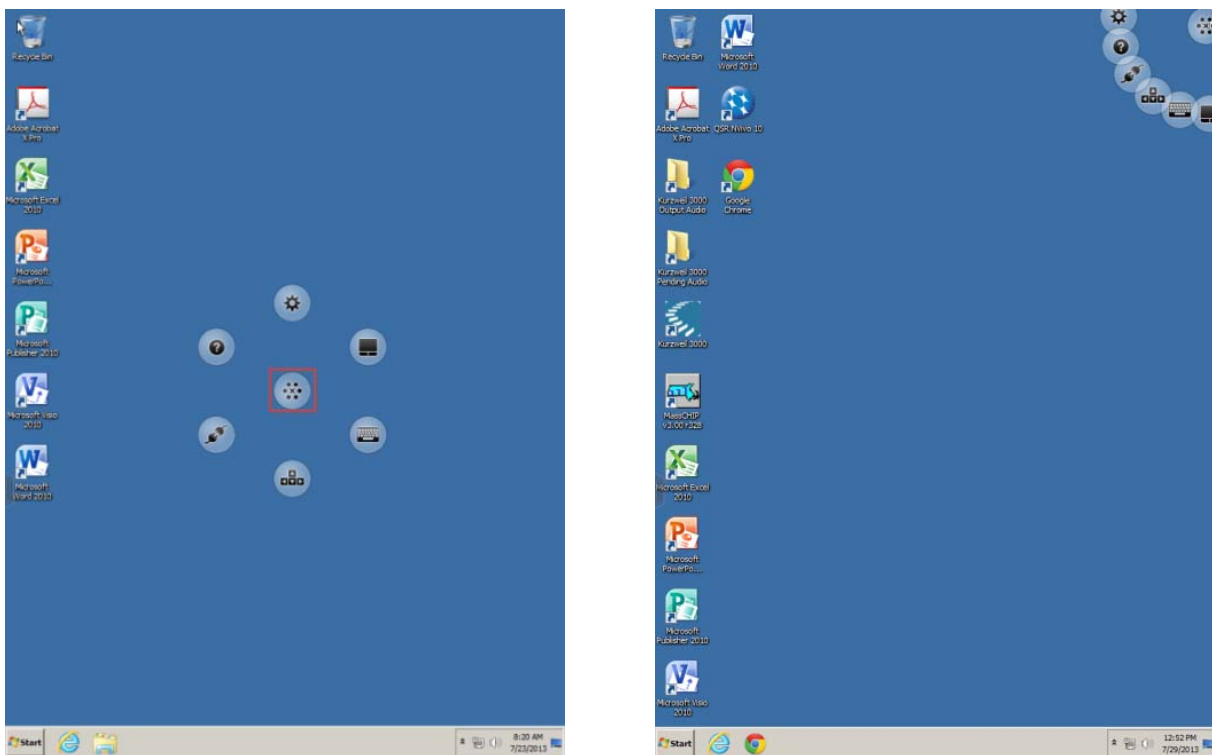 Recycle Bin
Adobe Acrobat
X Pro
Microsoft Excel
2010
Microsoft
PowerPo...
Microsoft
Publisher 2010
Microsoft Visio
2010
Microsoft
Word 2010
Start
8:20 AM
7/23/2013
Recycle Bin
Microsoft
Word 2010
Adobe Acrobat
X Pro
QSR NVivo 10
Kurzweil 3000
Output Audio
Google
Chrome
Kurzweil 3000
Pending Audio
Kurzweil 3000
MassCHIP
v3.00 r328
Microsoft Excel
2010
Microsoft
PowerPo...
Microsoft
Publisher 2010
Microsoft Visio
2010
Start
12:52 PM
7/29/2013